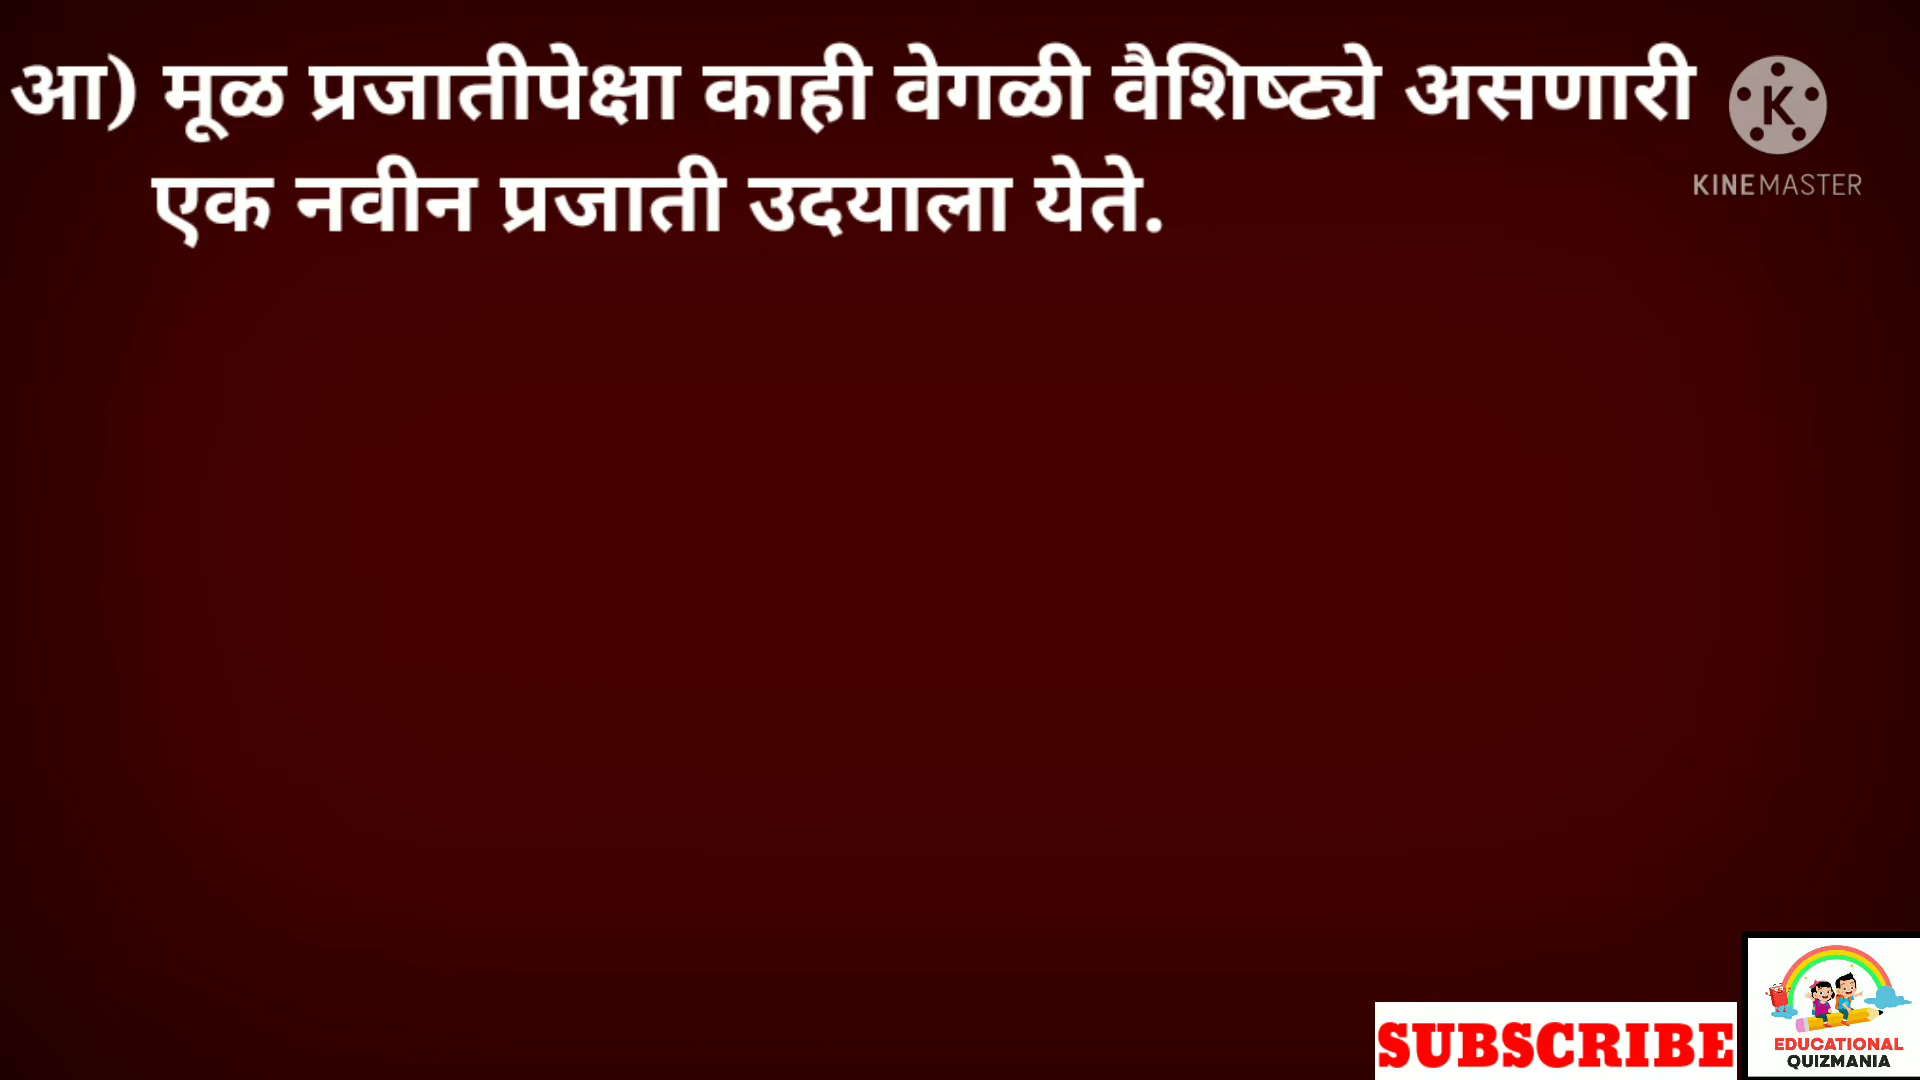 आ) मूळ प्रजातीपेक्षा काही वेगळी वैशिष्ट्ये असणारी
एक नवीन प्रजाती उदयाला येते.
K
KINEMASTER
SUBSCRIBE
EDUCATIONAL
QUIZMANIA